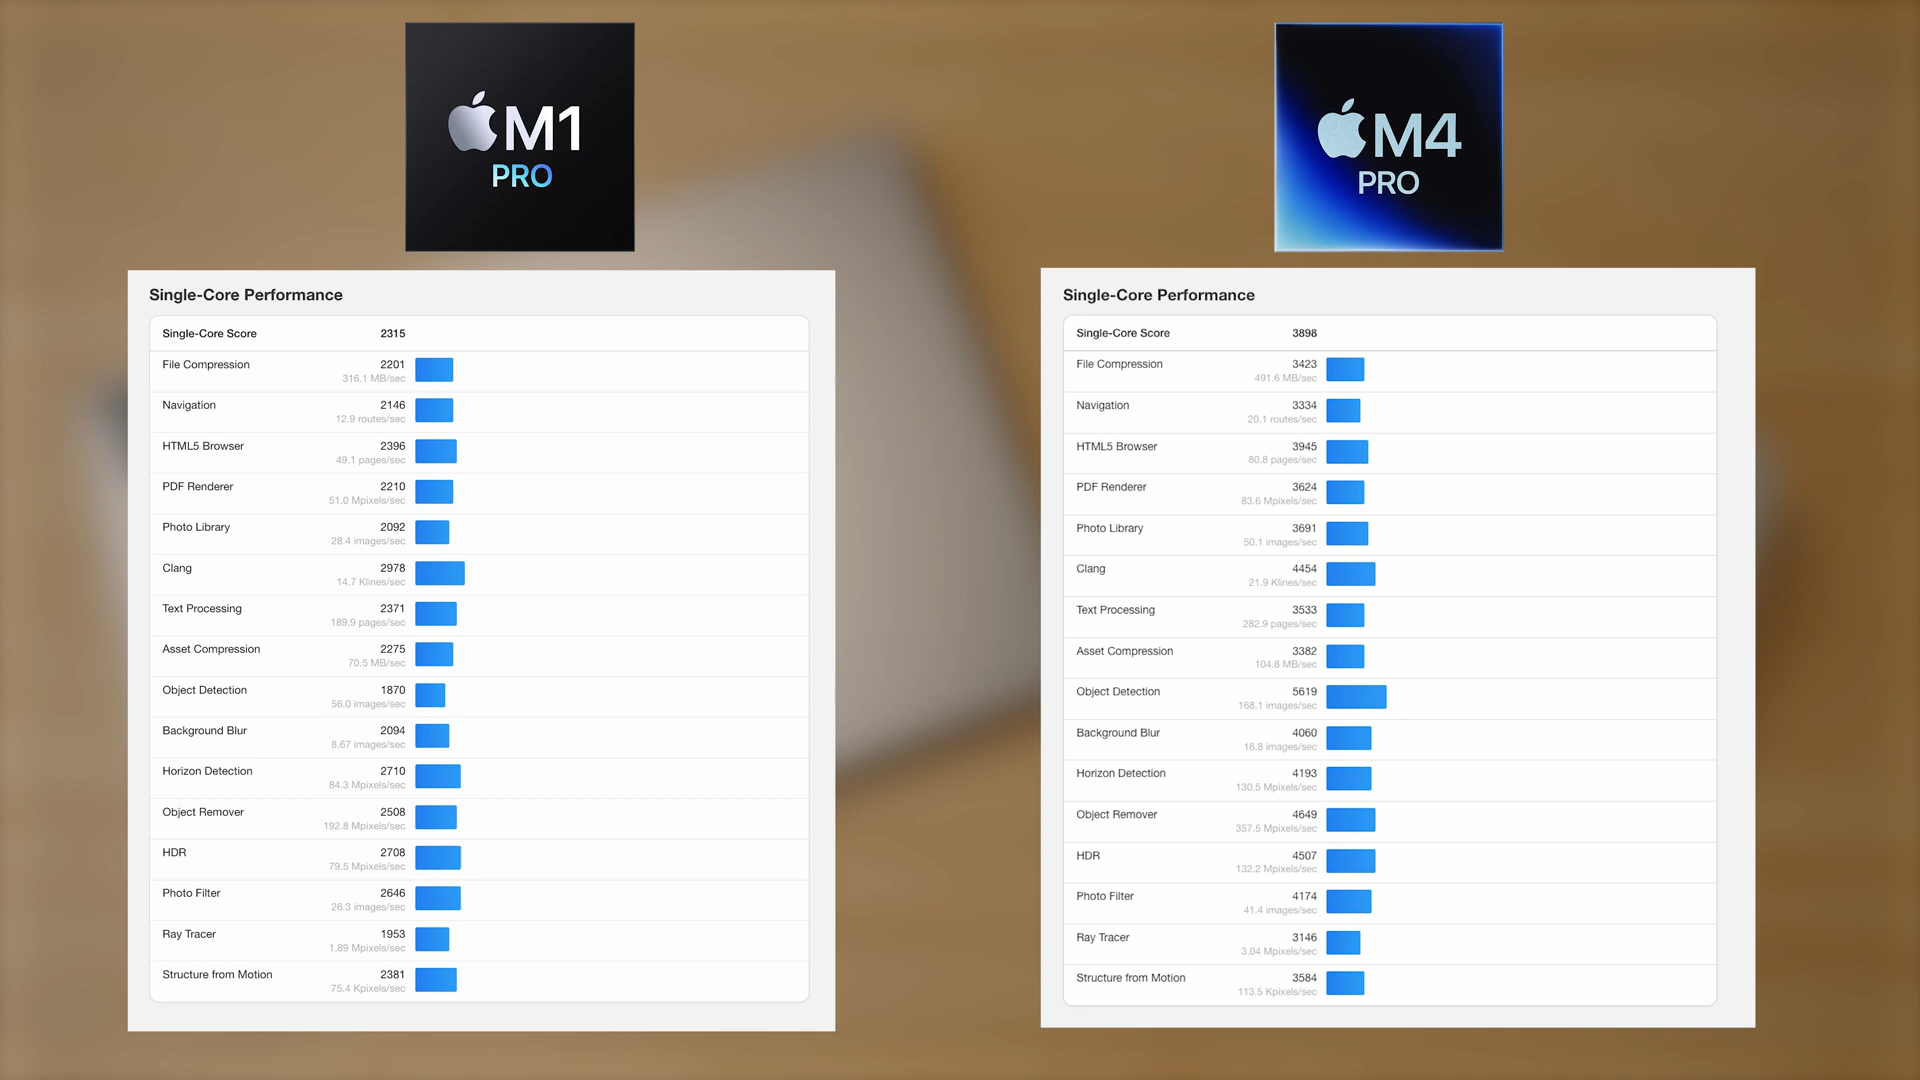 M1
PRO
Single-Core Performance
Single-Core Score 2315
File Compression 2201
316.1 MB/sec
Navigation 2146
12.9 routes/sec
HTML5 Browser 2396
49.1 pages/sec
PDF Renderer 2210
51.0 Mpixels/sec
Photo Library 2092
28.4 images/sec
Clang 2978
14.7 Klines/sec
Text Processing 2371
189.9 pages/sec
Asset Compression 2275
70.5 MB/sec
Object Detection 1870
56.0 images/sec
Background Blur 2094
8.67 images/sec
Horizon Detection 2710
84.3 Mpixels/sec
Object Remover 2508
192.8 Mpixels/sec
HDR 2708
79.5 Mpixels/sec
Photo Filter 2646
26.3 images/sec
Ray Tracer 1953
1.89 Mpixels/sec
Structure from Motion 2381
75.4 Kpixels/sec
M4
PRO
Single-Core Performance
Single-Core Score 3898
File Compression 3423
491.6 MB/sec
Navigation 3334
20.1 routes/sec
HTML5 Browser 3945
80.8 pages/sec
PDF Renderer 3624
83.6 Mpixels/sec
Photo Library 3691
50.1 images/sec
Clang 4454
21.9 Klines/sec
Text Processing 3533
282.9 pages/sec
Asset Compression 3382
104.8 MB/sec
Object Detection 5619
168.1 images/sec
Background Blur 4060
16.8 images/sec
Horizon Detection 4193
130.5 Mpixels/sec
Object Remover 4649
357.5 Mpixels/sec
HDR 4507
132.2 Mpixels/sec
Photo Filter 4174
41.4 images/sec
Ray Tracer 3146
3.04 Mpixels/sec
Structure from Motion 3584
113.5 Kpixels/sec